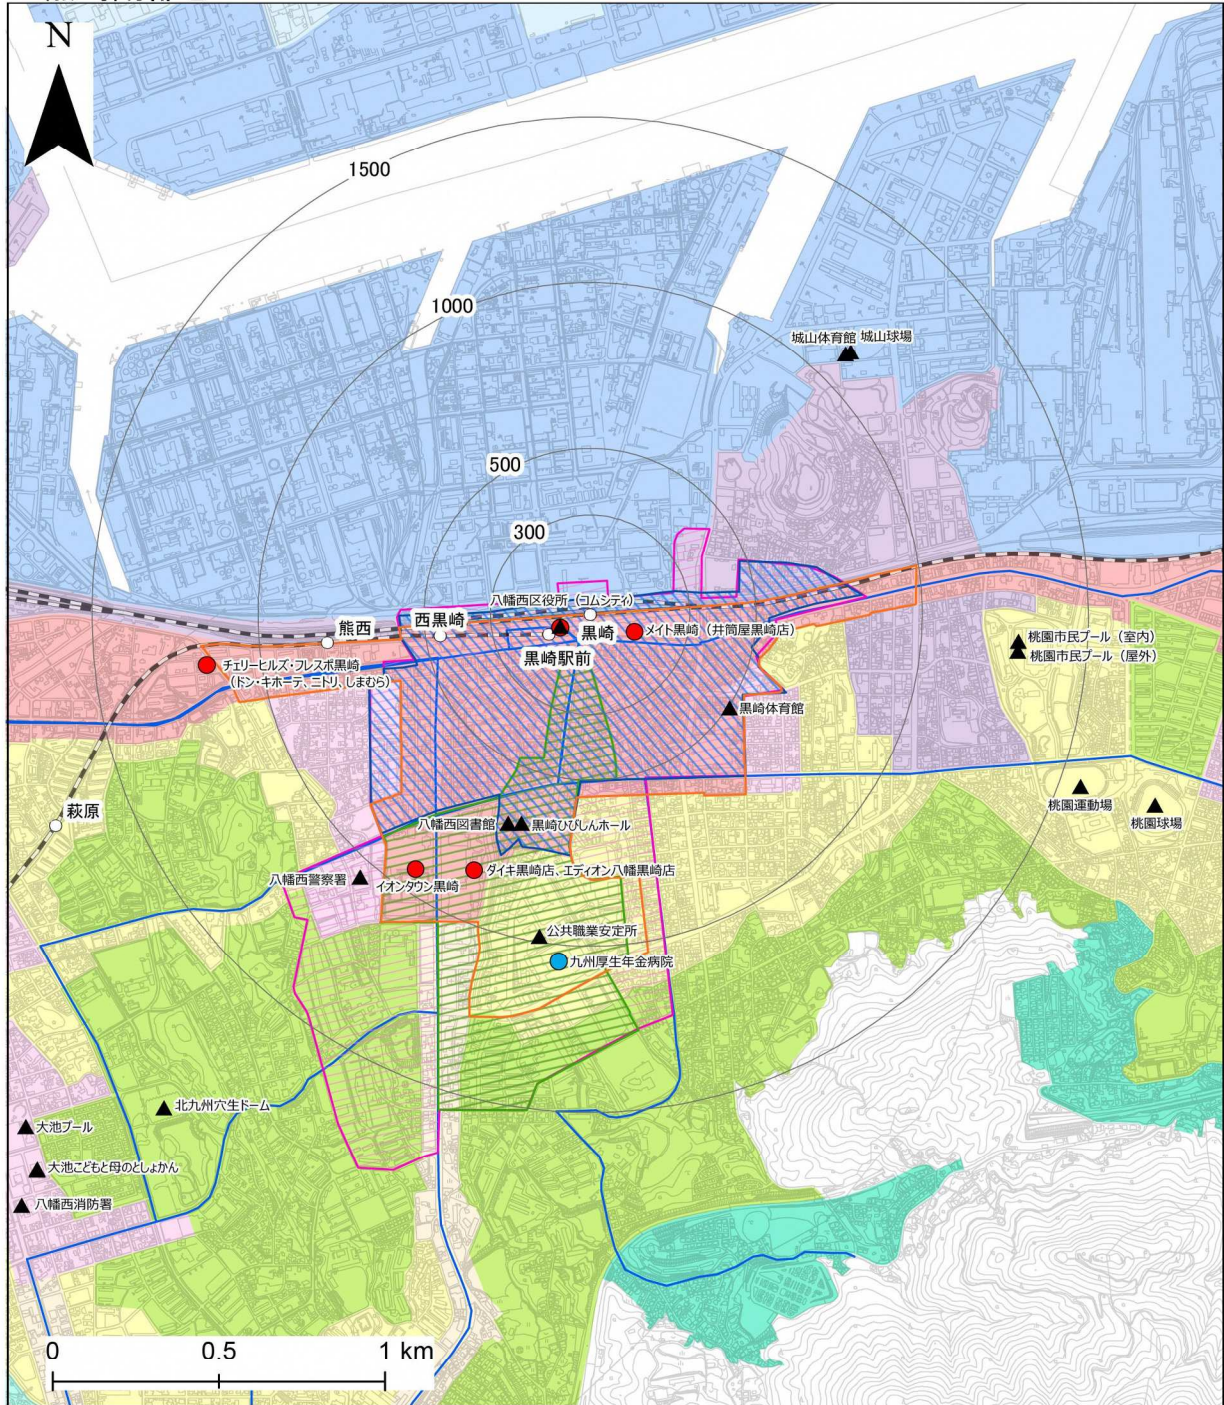 N
1500
1000
城山体育館
城山球場
500
300
八幡西区役所（コムシティ）
熊西
西黒崎
黒崎
メイト黒崎（井筒屋黒崎店）
黒崎駅前
桃園市民プール（室内）
桃園市民プール（屋外）
チェリーヒルズ・フレスポ黒崎
（ドン・キホーテ、ニトリ、しまむら）
黒崎体育館
桃園運動場
桃園球場
萩原
八幡西図書館
黒崎ひびしんホール
八幡西警察署
イオンタウン黒崎
ダイキ黒崎店、エディオン八幡黒崎店
公共職業安定所
九州厚生年金病院
北九州穴生ドーム
大池プール
大池こどもと母のとしょかん
八幡西消防署
0 0.5 1 km